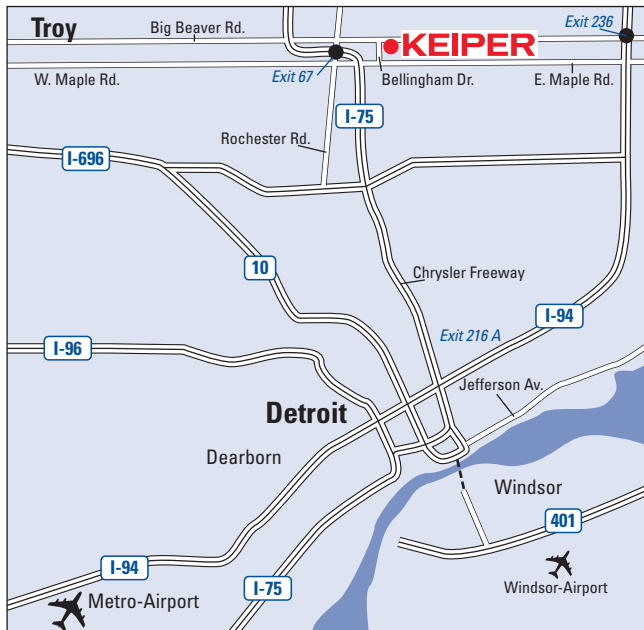 Troy
Big Beaver Rd.
KEIPER
Exit 236
W. Maple Rd.
Exit 67
Bellingham Dr.
E. Maple Rd.
I-75
Rochester Rd.
I-696
10
Chrysler Freeway
I-94
Exit 216 A
I-96
Jefferson Av.
Detroit
Dearborn
Windsor
401
I-94
I-75
Windsor-Airport
Metro-Airport